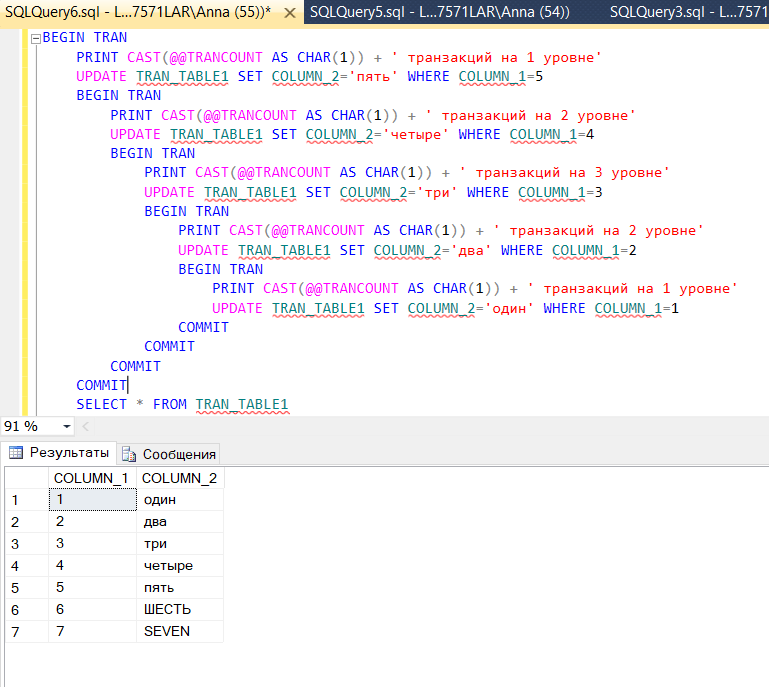 SQLQuery6.sql - L...7571LAR\Anna (55))* SQLQuery5.sql - L...7571LAR\Anna (54)) SQLQuery3.sql - L...7571
BEGIN TRAN
PRINT CAST(@@TRANCOUNT AS CHAR(1)) + ' транзакций на 1 уровне'
UPDATE TRAN_TABLE1 SET COLUMN_2='пять' WHERE COLUMN_1=5
BEGIN TRAN
PRINT CAST(@@TRANCOUNT AS CHAR(1)) + ' транзакций на 2 уровне'
UPDATE TRAN_TABLE1 SET COLUMN_2='четыре' WHERE COLUMN_1=4
BEGIN TRAN
PRINT CAST(@@TRANCOUNT AS CHAR(1)) + ' транзакций на 3 уровне'
UPDATE TRAN_TABLE1 SET COLUMN_2='три' WHERE COLUMN_1=3
BEGIN TRAN
PRINT CAST(@@TRANCOUNT AS CHAR(1)) + ' транзакций на 2 уровне'
UPDATE TRAN_TABLE1 SET COLUMN_2='два' WHERE COLUMN_1=2
BEGIN TRAN
PRINT CAST(@@TRANCOUNT AS CHAR(1)) + ' транзакций на 1 уровне'
UPDATE TRAN_TABLE1 SET COLUMN_2='один' WHERE COLUMN_1=1
COMMIT
COMMIT
COMMIT
COMMIT
SELECT * FROM TRAN_TABLE1
91 %
Результаты Сообщения
COLUMN_1 COLUMN_2
1 1 один
2 2 два
3 3 три
4 4 четыре
5 5 пять
6 6 ШЕСТЬ
7 7 SEVEN